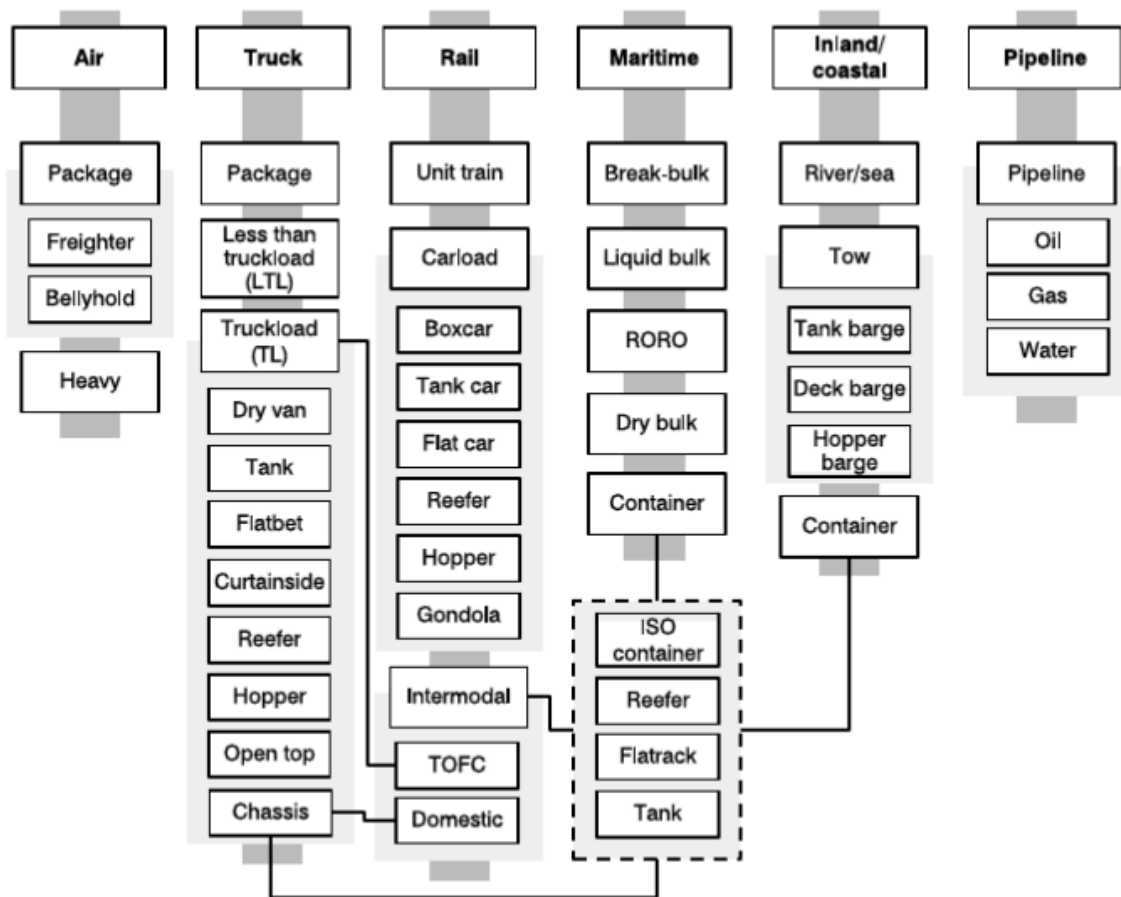 Air
Truck
Rail
Maritime
Inland/
coastal
Pipeline
Package
Freighter
Bellyhold
Heavy
Package
Less than
truckload
(LTL)
Truckload
(TL)
Dry van
Tank
Flatbet
Curtainside
Reefer
Hopper
Open top
Chassis
Unit train
Carload
Boxcar
Tank car
Flat car
Reefer
Hopper
Gondola
Intermodal
TOFC
Domestic
Break-bulk
Liquid bulk
RORO
Dry bulk
Container
ISO
container
Reefer
Flatrack
Tank
River/sea
Tow
Tank barge
Deck barge
Hopper
barge
Container
Pipeline
Oil
Gas
Water